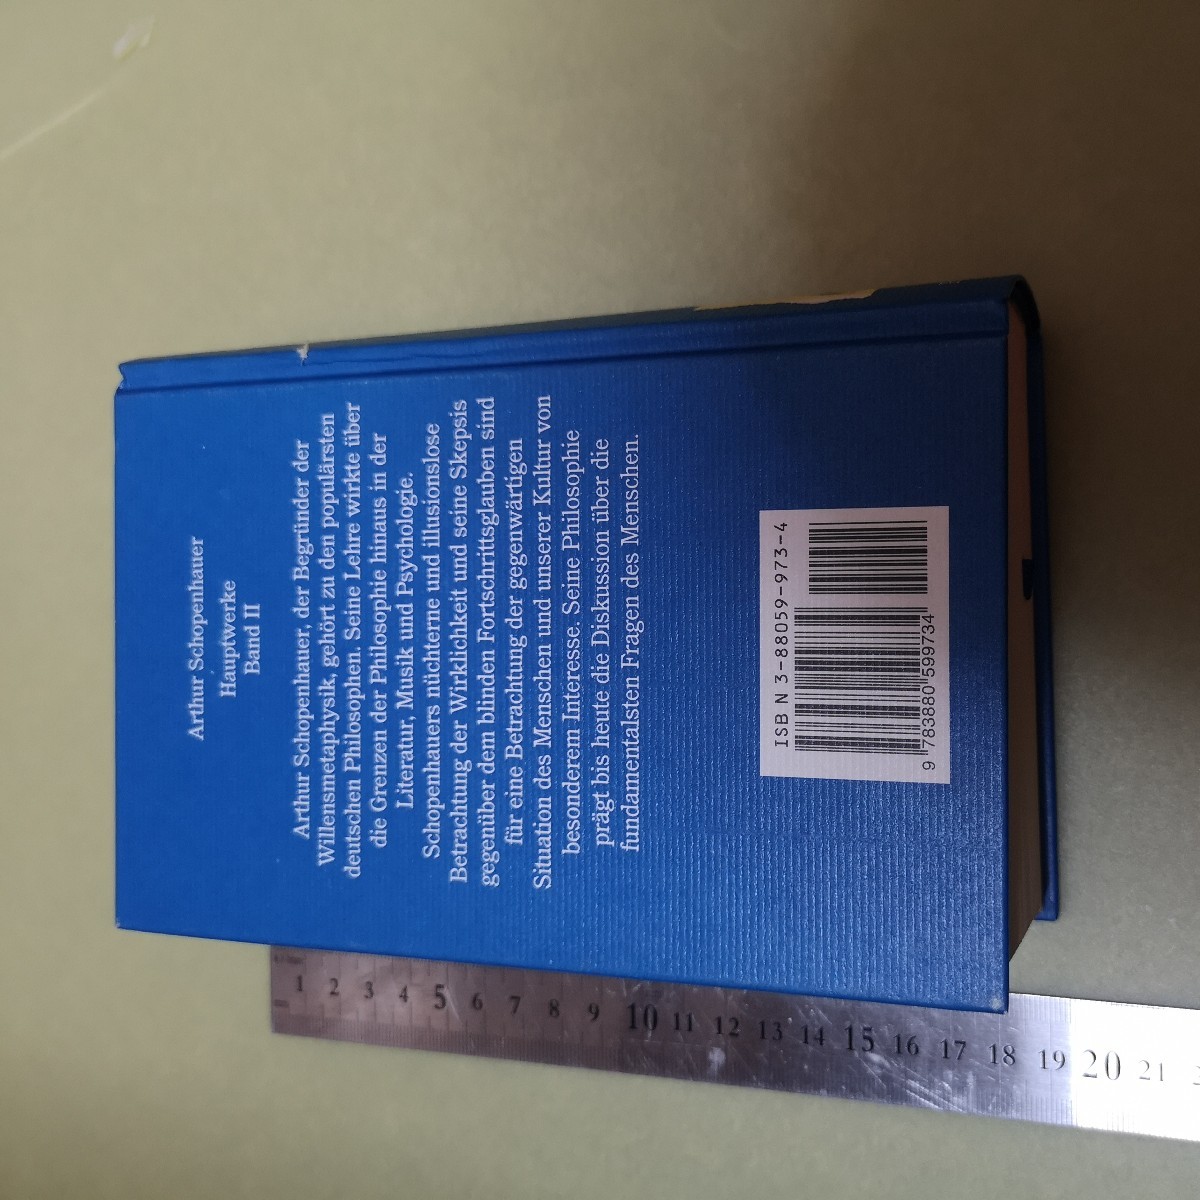 Arthur Schopenhauer
Hauptwerke
Band II
Arthur Schopenhauer, der Begründer der
Willensmetaphysik, gehört zu den populärsten
deutschen Philosophen. Seine Lehre wirkte über
die Grenzen der Philosophie hinaus in der
Literatur, Musik und Psychologie.
Schopenhauers nüchterne und illusionslose
Betrachtung der Wirklichkeit und seine Skepsis
gegenüber dem blinden Fortschrittsglauben sind
für eine Betrachtung der gegenwärtigen
Situation des Menschen und unserer Kultur von
besonderem Interesse. Seine Philosophie
prägt bis heute die Diskussion über die
fundamentalsten Fragen des Menschen.
ISBN 3-88059-973-4
9 783880 599734
1 2 3 4 5 6 7 8 9 10 11 12 13 14 15 16 17 18 19 20 21